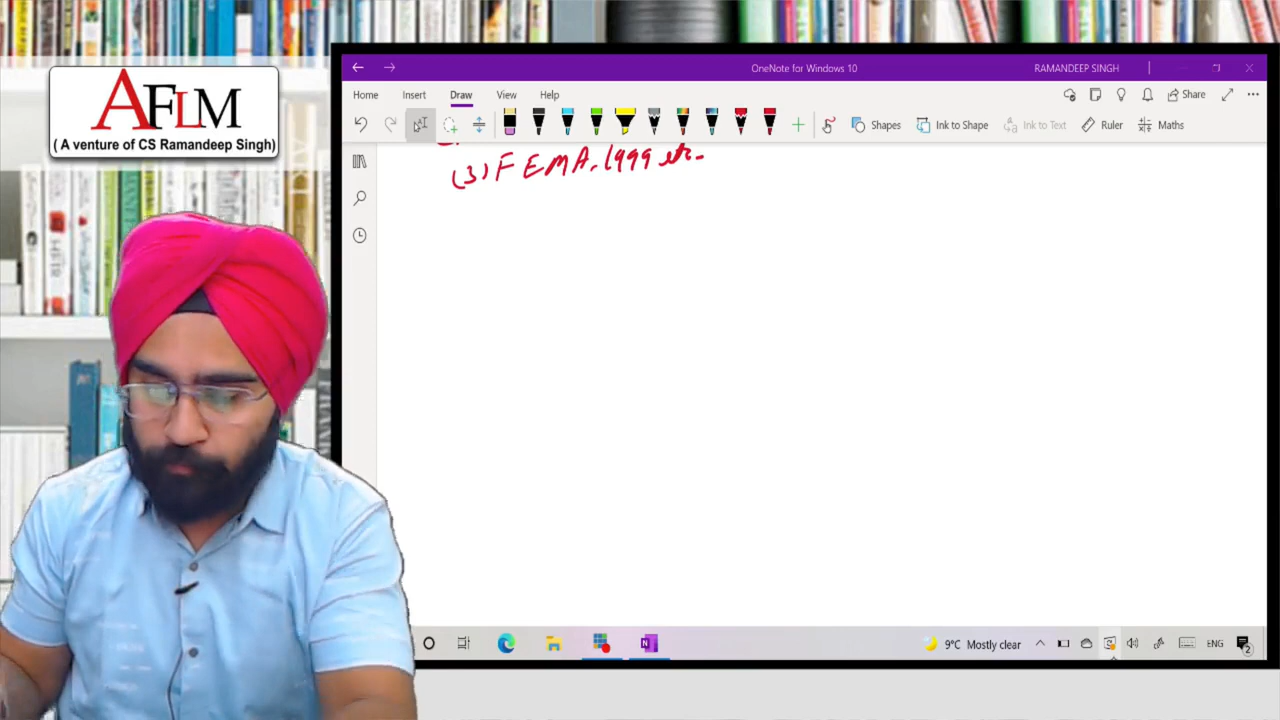 AFLM
( A venture of CS Ramandeep Singh)
OneNote for Windows 10
RAMANDEEP SINGH
Home Insert Draw View Help
Share
Shapes Ink to Shape Ink to Text Ruler Maths
(3) FEMA. 1999 etc.
9°C Mostly clear
ENG
2